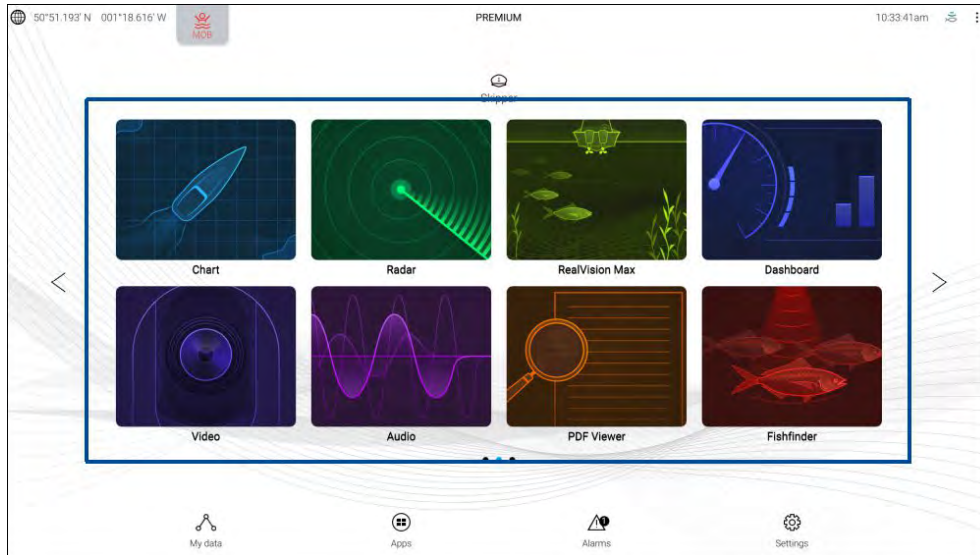 50°51.193' N 001°18.616' W
MOB
PREMIUM
10:33:41am
Skipper
Chart Radar RealVision Max Dashboard
Video Audio PDF Viewer Fishfinder
My data Apps Alarms Settings